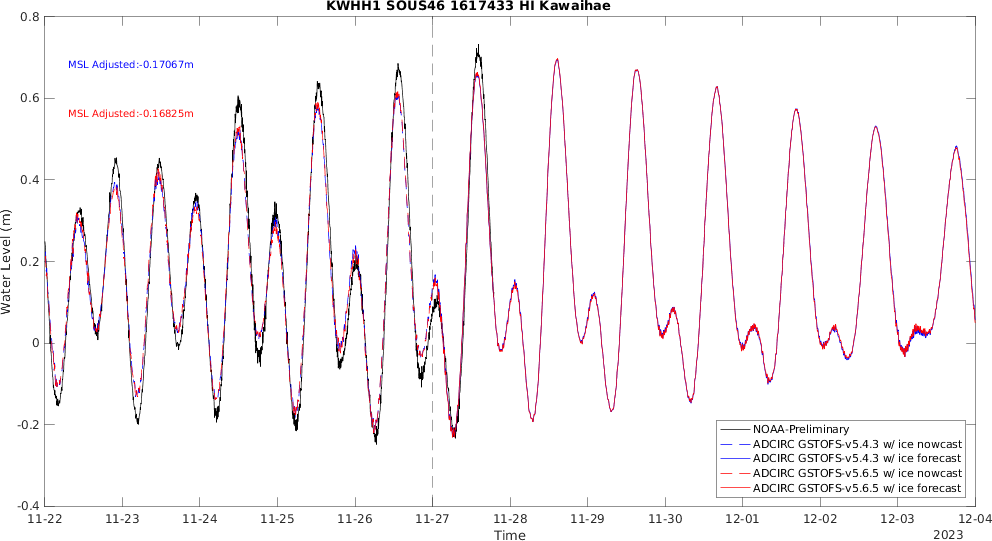 KWHH1 SOUS46 1617433 HI Kawaihae
0.8
0.6
0.4
0.2
0
-0.2
-0.4
Water Level (m)
MSL Adjusted:-0.17067m
MSL Adjusted:-0.16825m
NOAA-Preliminary
ADCIRC GSTOFS-v5.4.3 w/ ice nowcast
ADCIRC GSTOFS-v5.4.3 w/ ice forecast
ADCIRC GSTOFS-v5.6.5 w/ ice nowcast
ADCIRC GSTOFS-v5.6.5 w/ ice forecast
11-22 11-23 11-24 11-25 11-26 11-27 11-28 11-29 11-30 12-01 12-02 12-03 12-04
Time
2023